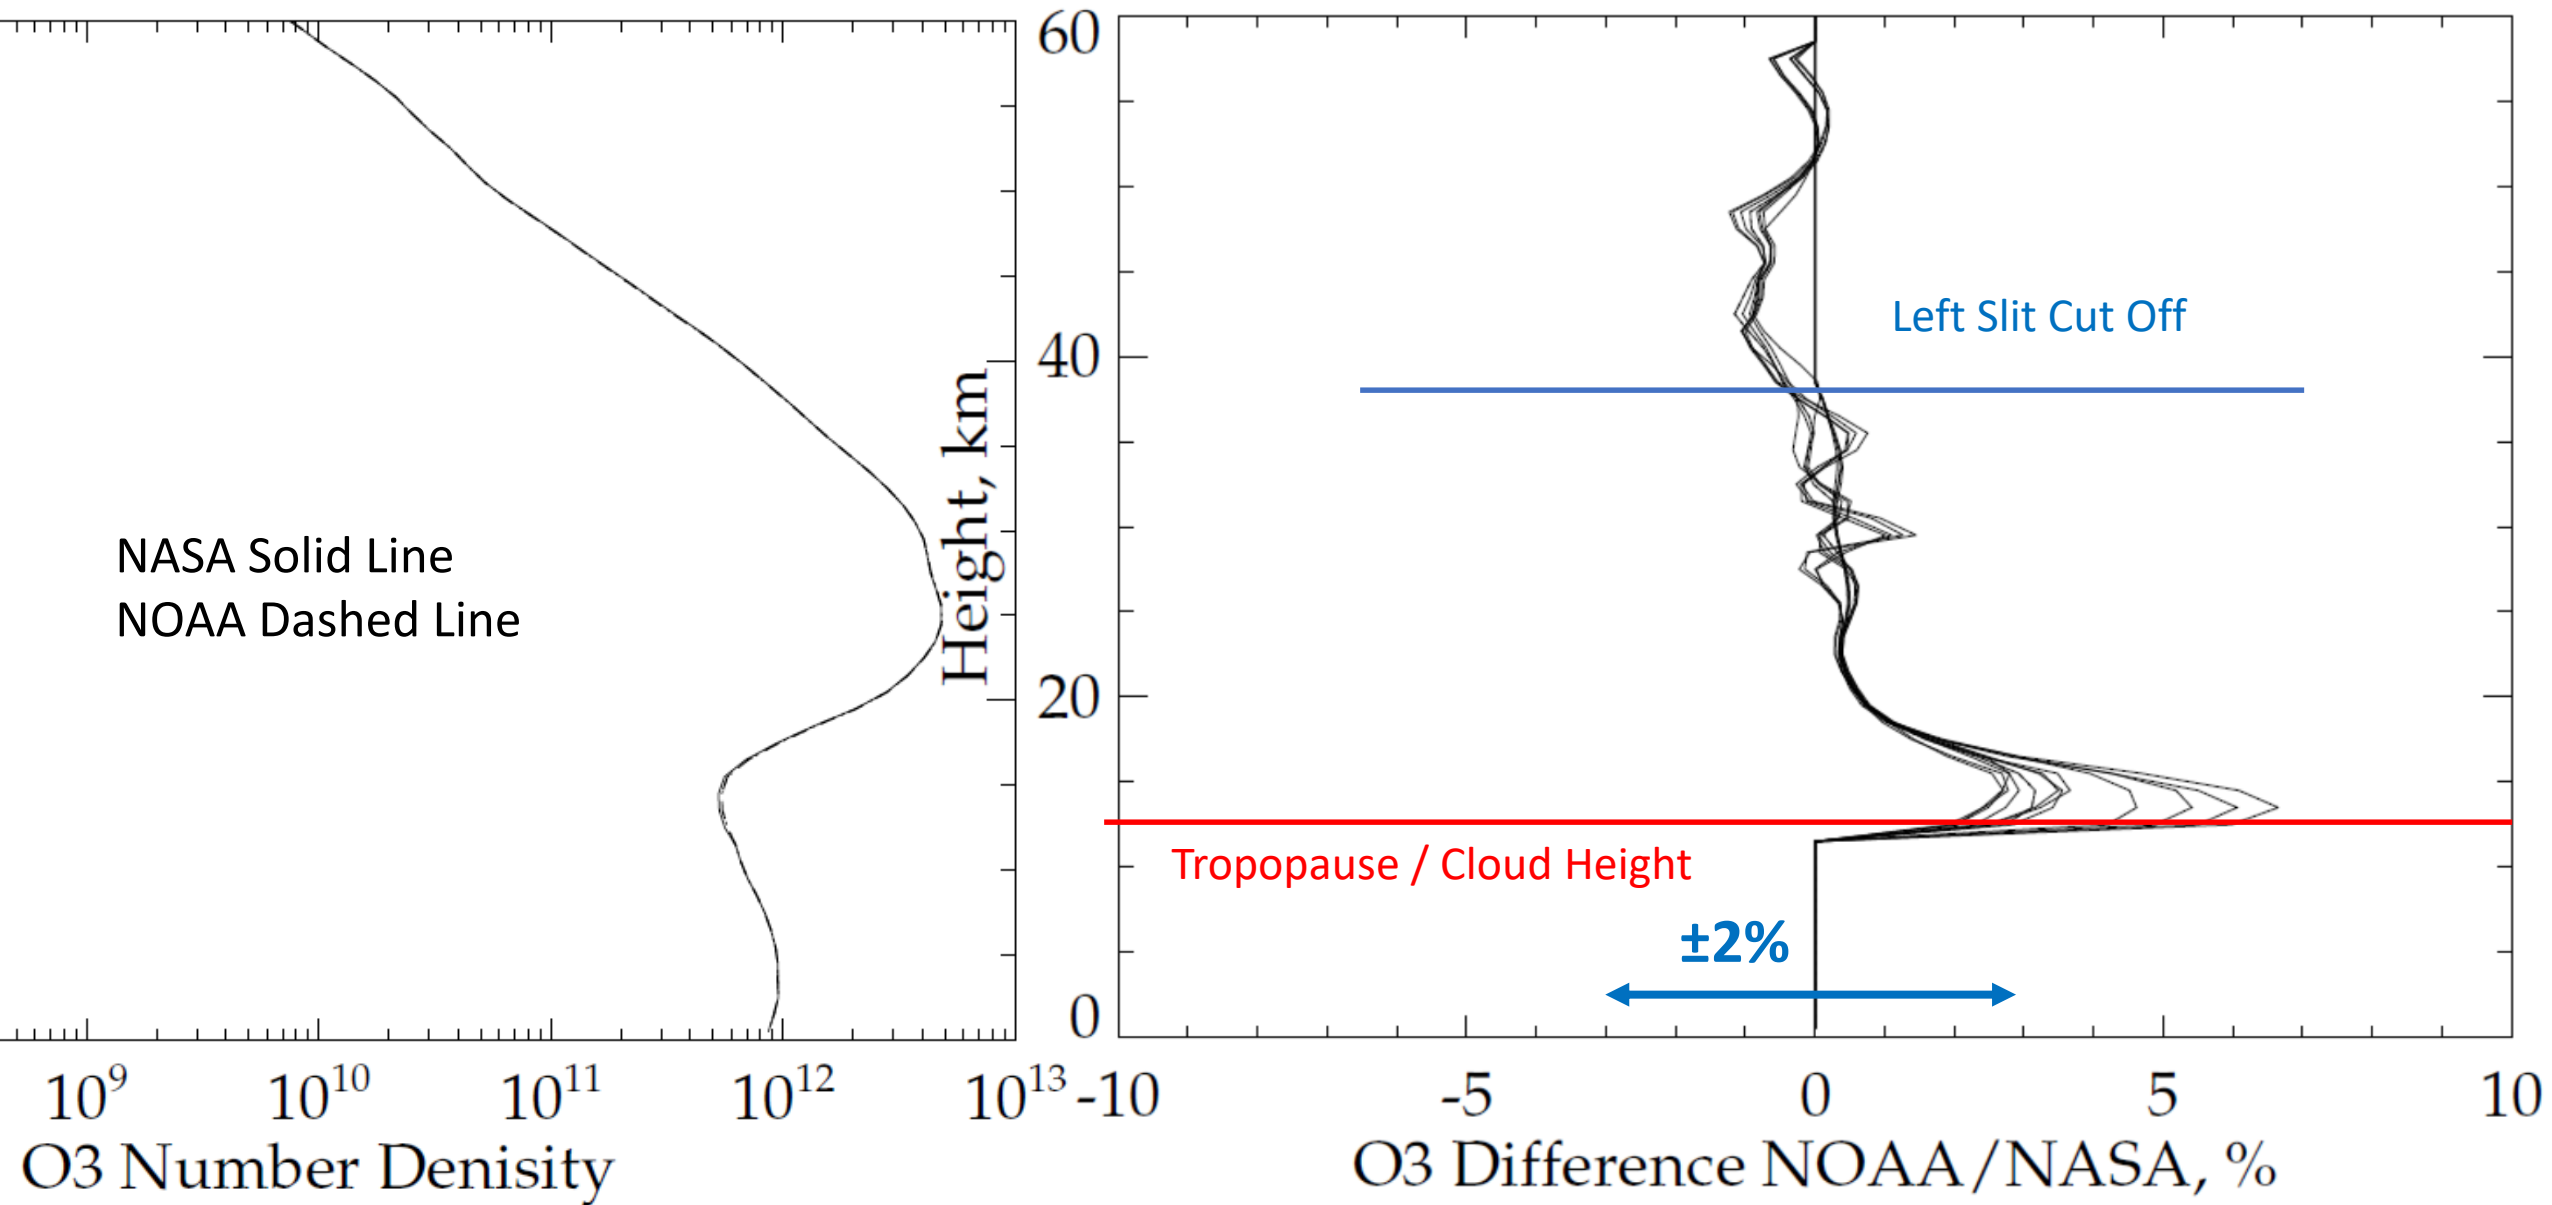 NASA Solid Line
NOAA Dashed Line
10⁹
10¹⁰
10¹¹
10¹²
10¹³
O3 Number Denisity
Height, km
60
40
20
0
Left Slit Cut Off
Tropopause / Cloud Height
±2%
-10
-5
0
5
10
O3 Difference NOAA/NASA, %